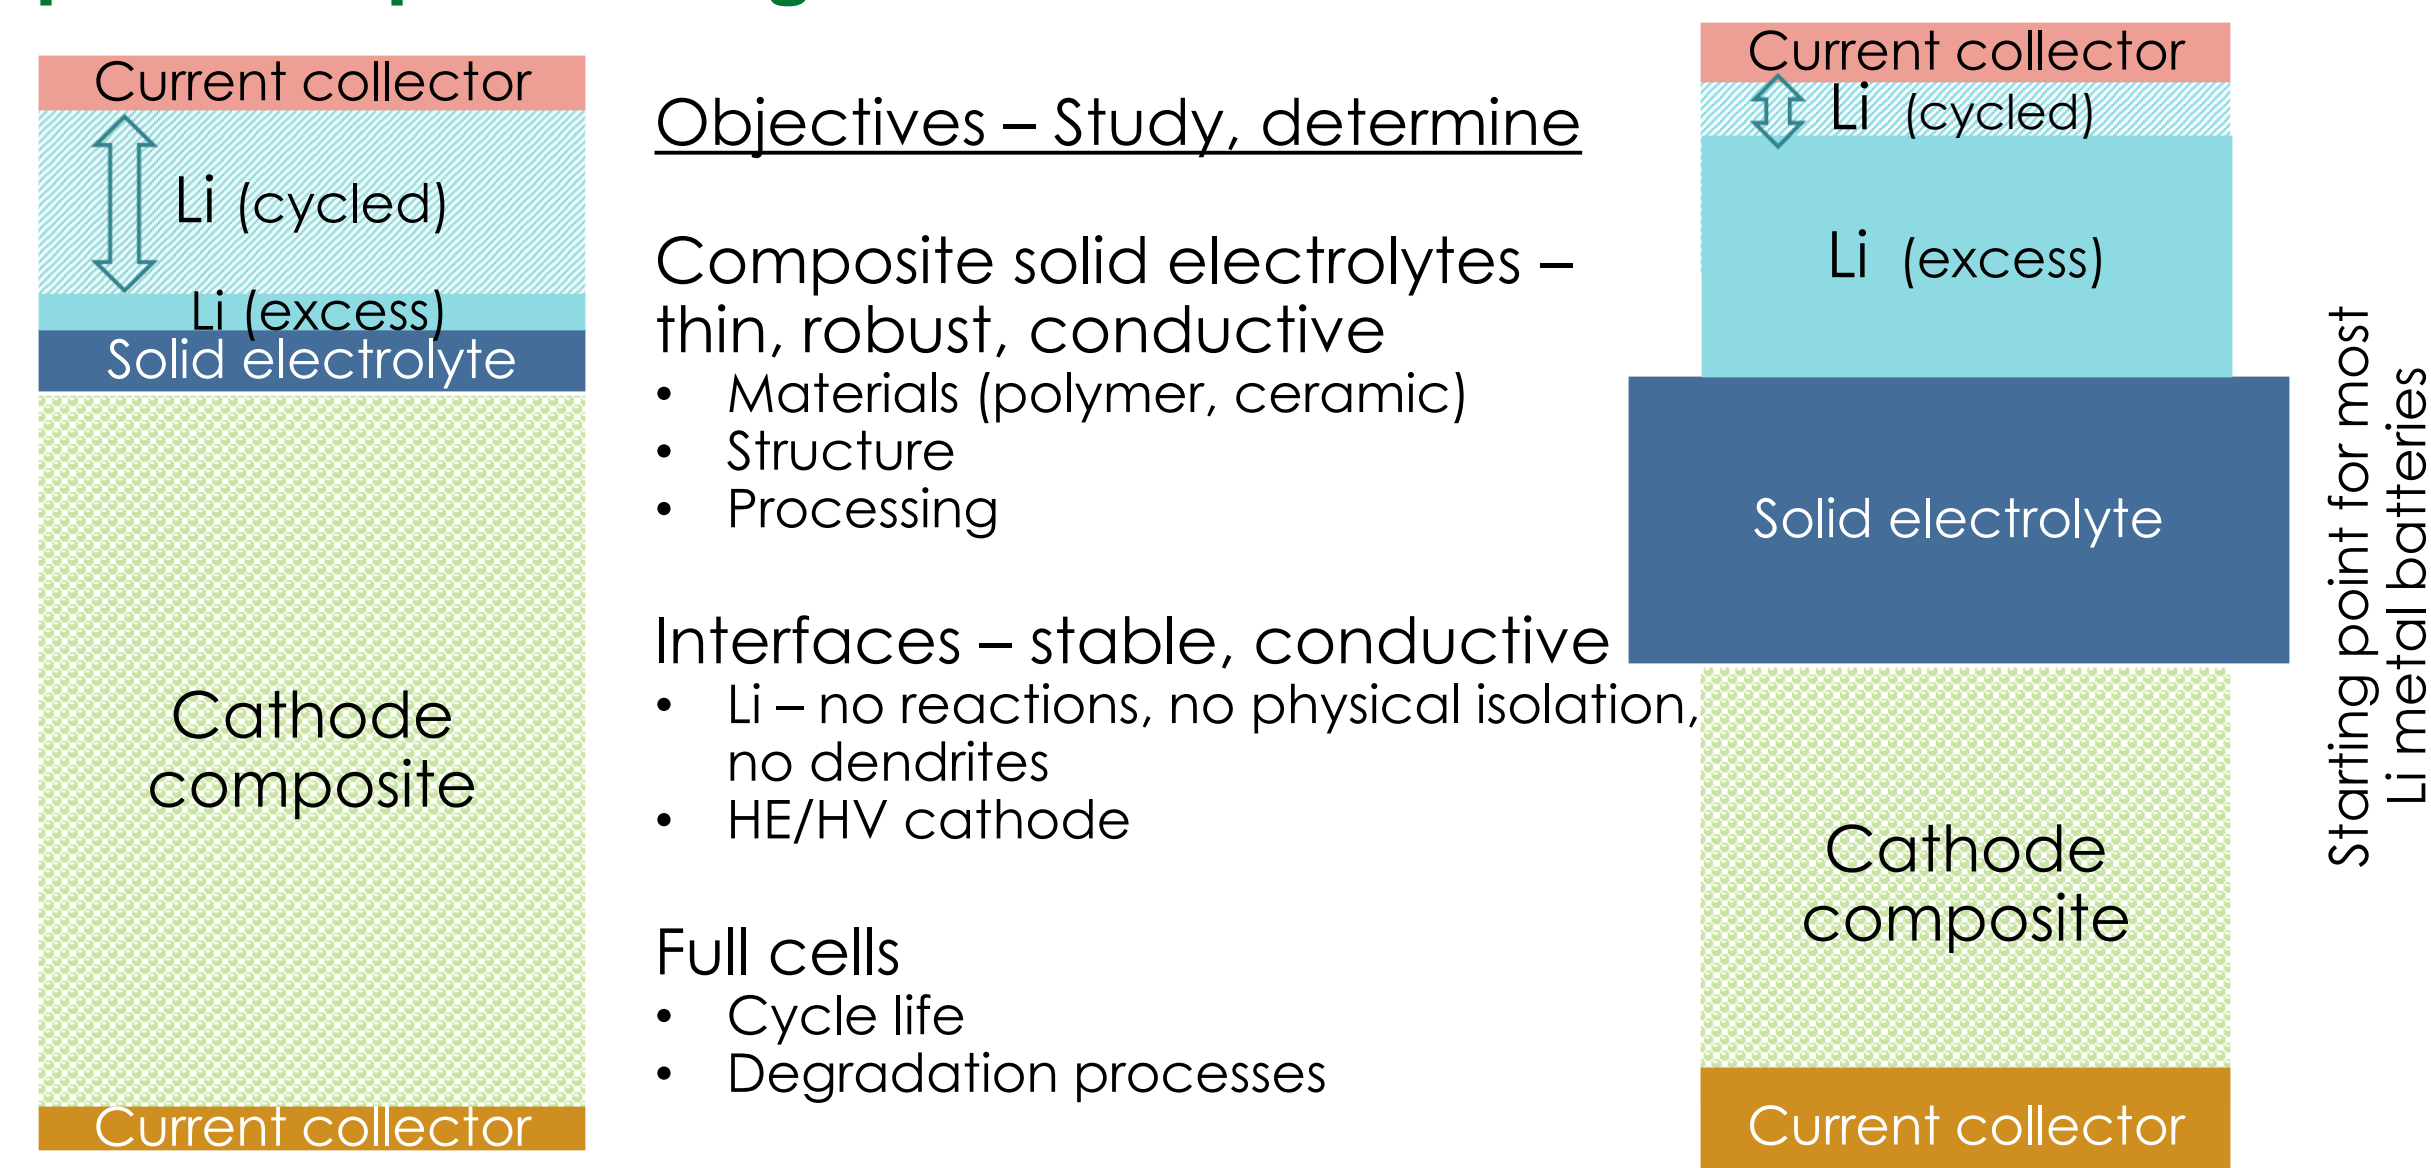 Current collector
Li (cycled)
Li (excess)
Solid electrolyte
Cathode
composite
Current collector
Objectives – Study, determine
Composite solid electrolytes –
thin, robust, conductive
• Materials (polymer, ceramic)
• Structure
• Processing
Interfaces – stable, conductive
• Li – no reactions, no physical isolation,
no dendrites
• HE/HV cathode
Full cells
• Cycle life
• Degradation processes
Current collector
Li (cycled)
Li (excess)
Solid electrolyte
Cathode
composite
Current collector
Starting point for most
Li metal batteries